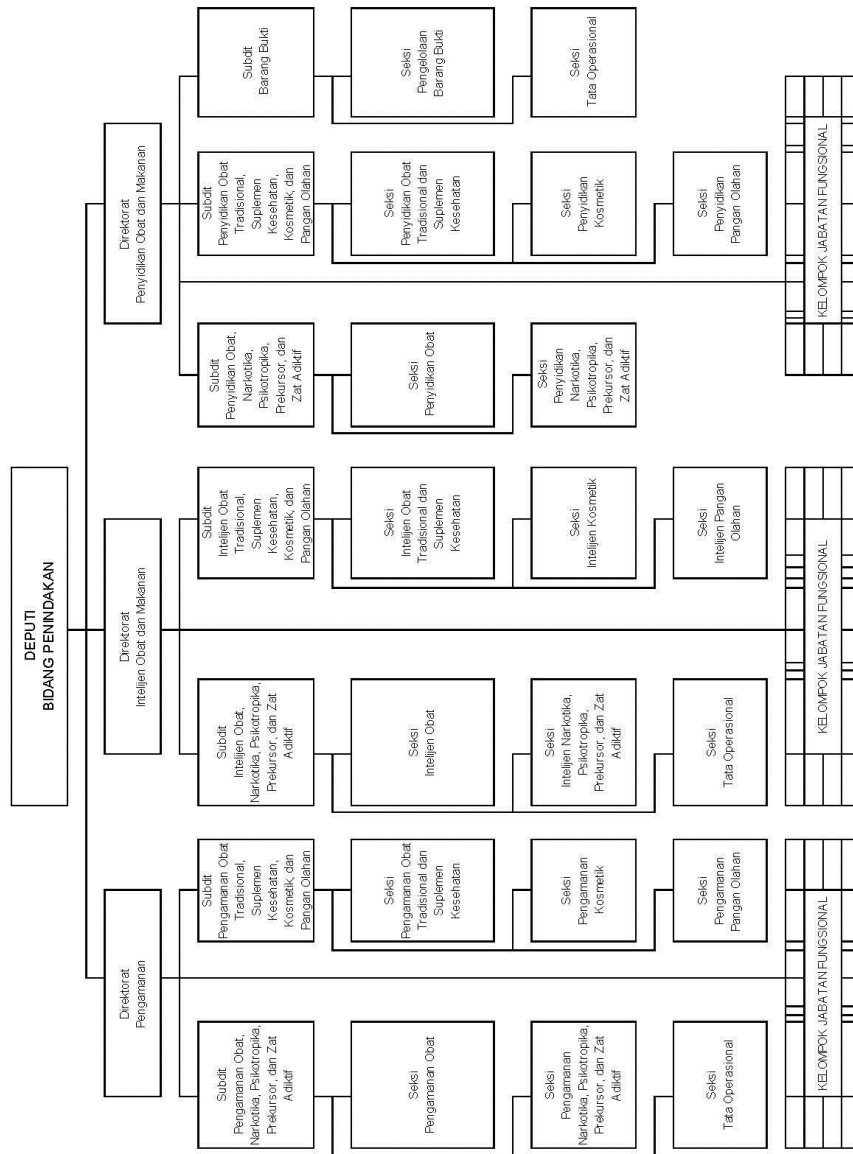 DEPUTI
BIDANG PENINDAKAN
Direktorat
Pengamanan
Direktorat
Intelijen Obat dan Makanan
Direktorat
Penyidikan Obat dan Makanan
Subdit
Pengamanan Obat,
Narkotika, Psikotropika,
Prekursor, dan Zat
Adiktif
Subdit
Pengamanan Obat
Tradisional,
Suplemen
Kesehatan,
Kosmetik, dan
Pangan Olahan
Subdit
Intelijen Obat,
Narkotika, Psikotropika,
Prekursor, dan Zat
Adiktif
Subdit
Intelijen Obat
Tradisional,
Suplemen
Kesehatan,
Kosmetik, dan
Pangan Olahan
Subdit
Penyidikan Obat,
Narkotika,
Psikotropika,
Prekursor, dan
Zat Adiktif
Subdit
Penyidikan Obat
Tradisional,
Suplemen
Kesehatan,
Kosmetik, dan
Pangan Olahan
Subdit
Barang Bukti
Seksi
Pengamanan Obat
Seksi
Pengamanan Obat
Tradisional dan
Suplemen
Kesehatan
Seksi
Intelijen Obat
Seksi
Intelijen Obat
Tradisional dan
Suplemen
Kesehatan
Seksi
Penyidikan Obat
Seksi
Penyidikan Obat
Tradisional dan
Suplemen
Kesehatan
Seksi
Pengelolaan
Barang Bukti
Seksi
Pengamanan
Narkotika, Psikotropika,
Prekursor, dan Zat
Adiktif
Seksi
Pengamanan
Kosmetik
Seksi
Intelijen Narkotika,
Psikotropika,
Prekursor, dan Zat
Adiktif
Seksi
Intelijen Kosmetik
Seksi
Penyidikan
Narkotika,
Psikotropika,
Prekursor, dan
Zat Adiktif
Seksi
Penyidikan
Kosmetik
Seksi
Tata Operasional
Seksi
Tata Operasional
Seksi
Pengamanan
Pangan Olahan
Seksi
Tata Operasional
Seksi
Intelijen Pangan
Olahan
Seksi
Penyidikan
Pangan Olahan
KELOMPOK JABATAN FUNGSIONAL
KELOMPOK JABATAN FUNGSIONAL
KELOMPOK JABATAN FUNGSIONAL